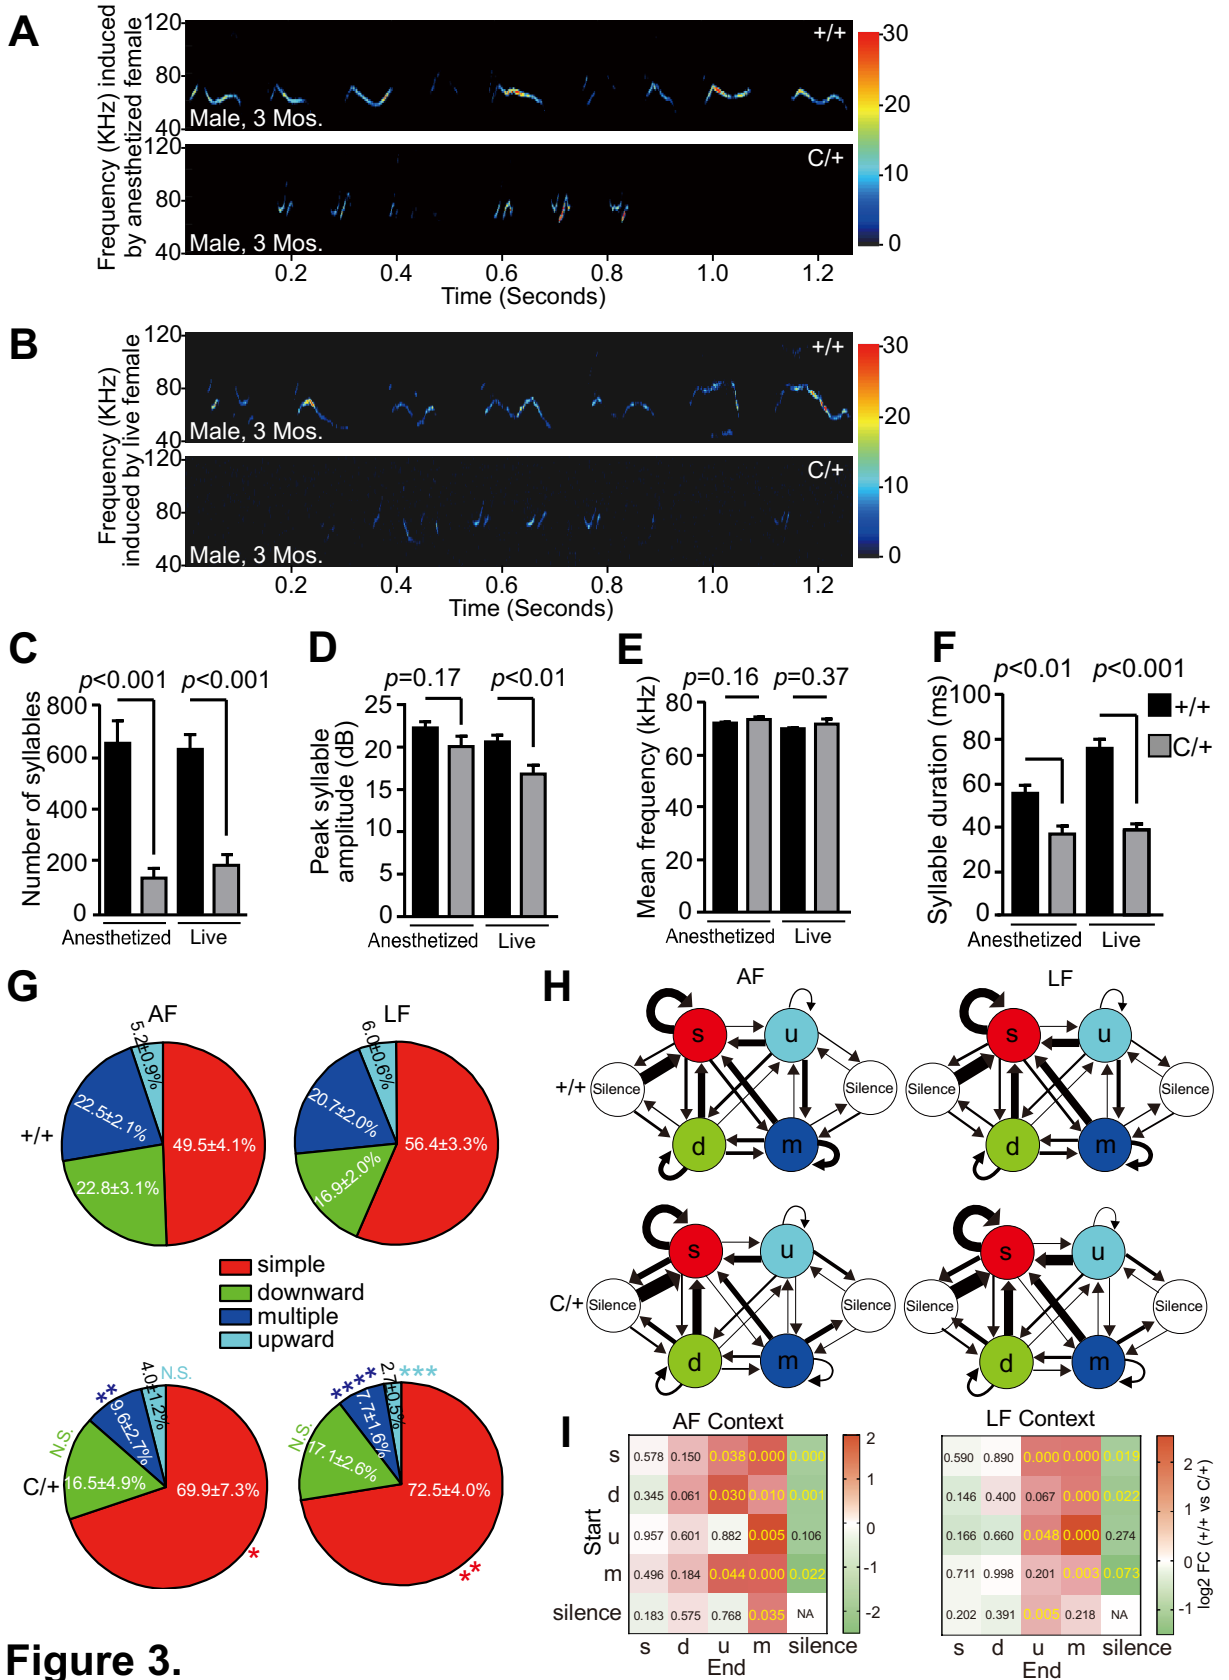 A
Frequency (KHz) induced
by anesthetized female
120
80
40
+/+
Male, 3 Mos.
120
80
40
C/+
Male, 3 Mos.
0.2 0.4 0.6 0.8 1.0 1.2
Time (Seconds)
30
20
10
0
B
Frequency (KHz)
induced by live female
120
80
40
+/+
Male, 3 Mos.
120
80
40
C/+
Male, 3 Mos.
0.2 0.4 0.6 0.8 1.0 1.2
Time (Seconds)
30
20
10
0
C
p<0.001 p<0.001
Number of syllables
800
600
400
200
0
Anesthetized Live
D
p=0.17 p<0.01
Peak syllable
amplitude (dB)
25
20
15
10
5
0
Anesthetized Live
E
p=0.16 p=0.37
Mean frequency (kHz)
80
60
40
20
0
Anesthetized Live
F
p<0.01 p<0.001
Syllable duration (ms)
100
80
60
40
20
0
Anesthetized Live
+/+
C/+
G
AF LF
+/+
5.2±0.9%
22.5±2.1%
49.5±4.1%
22.8±3.1%
6.0±0.6%
20.7±2.0%
56.4±3.3%
16.9±2.0%
simple
downward
multiple
upward
C/+
N.S.
4.0±1.2%
**
9.6±2.7%
N.S.
16.5±4.9%
69.9±7.3%
*
***
2.7±0.5%
****
7.7±1.6%
N.S.
17.1±2.6%
72.5±4.0%
**
H
AF LF
+/+
s u
Silence Silence
d m
s u
Silence Silence
d m
C/+
s u
Silence Silence
d m
s u
Silence Silence
d m
I
AF Context
Start
s 0.578 0.150 0.038 0.000 0.000
d 0.345 0.061 0.030 0.010 0.001
u 0.957 0.601 0.882 0.005 0.106
m 0.496 0.184 0.044 0.000 0.022
silence 0.183 0.575 0.768 0.035 NA
s d u m silence
End
2
1
0
-1
-2
LF Context
0.590 0.890 0.000 0.000 0.019
0.146 0.400 0.067 0.000 0.022
0.166 0.660 0.048 0.000 0.274
0.711 0.998 0.201 0.003 0.073
0.202 0.391 0.005 0.218 NA
s d u m silence
End
2
1
0
-1
log2 FC (+/+ vs C/+)
Figure 3.